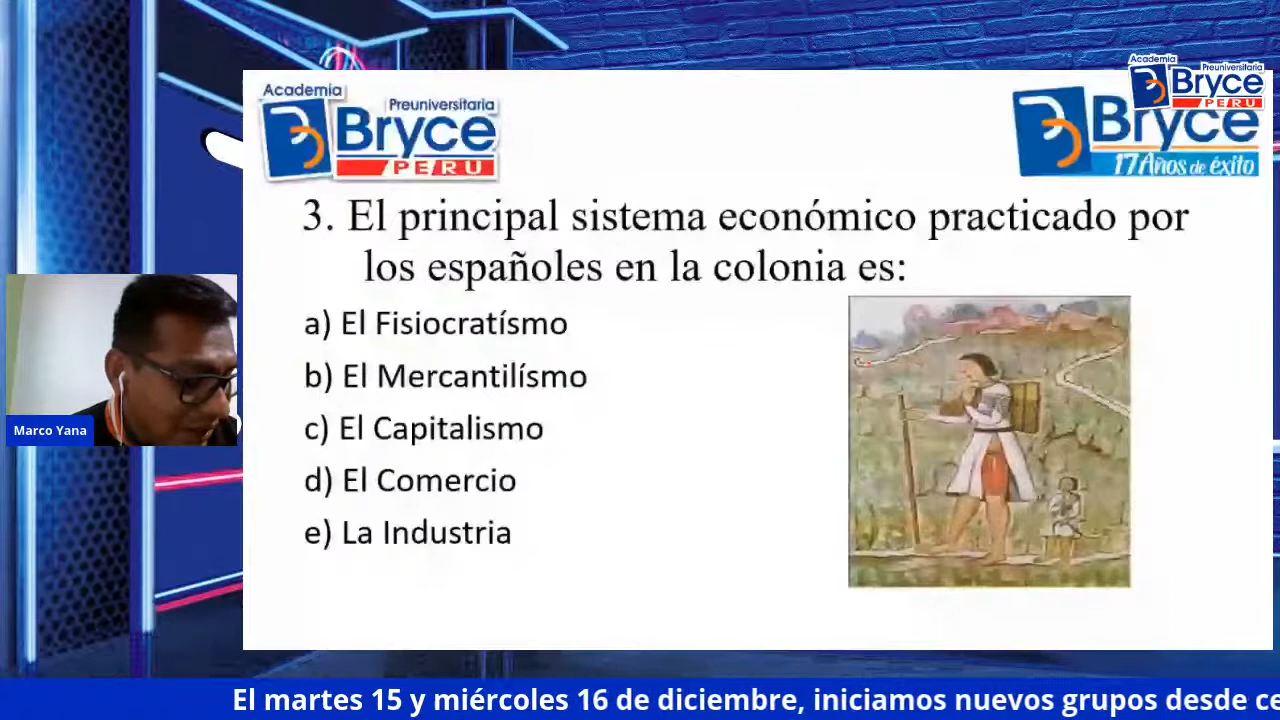 Academia
Preuniversitaria
Bryce
PERU
Academia
Preuniversitaria
Bryce
PERU
Bryce
17 Años de éxito
3. El principal sistema económico practicado por
los españoles en la colonia es:
a) El Fisiocratísmo
b) El Mercantilísmo
c) El Capitalismo
d) El Comercio
e) La Industria
Marco Yana
El martes 15 y miércoles 16 de diciembre, iniciamos nuevos grupos desde